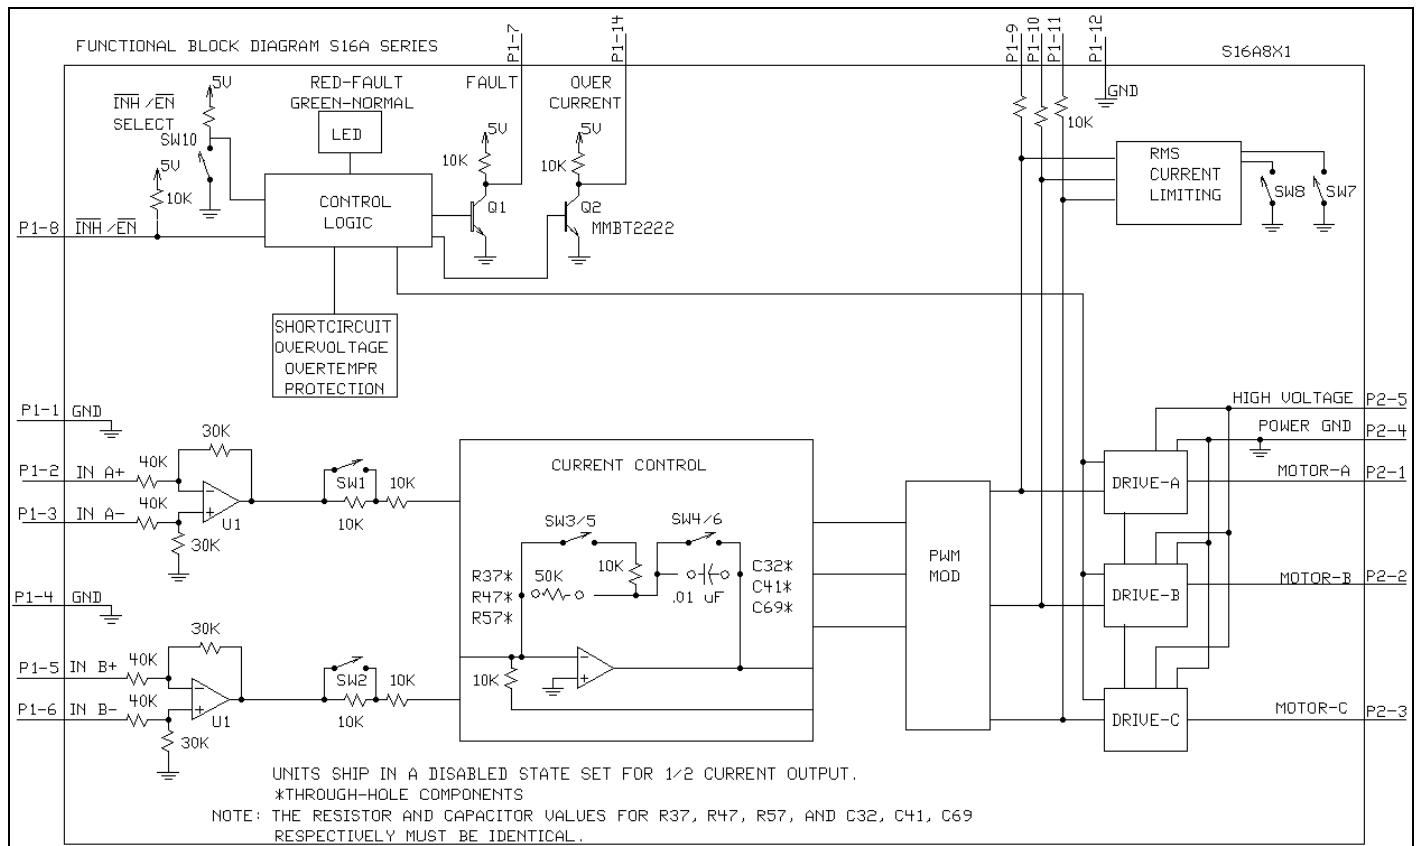 FUNCTIONAL BLOCK DIAGRAM S16A SERIES
P1-7
P1-14
P1-9
P1-10
P1-11
P1-12
S16A8X1
5V
INH/EN
SELECT
SW10
RED-FAULT
GREEN-NORMAL
LED
FAULT
OVER
CURRENT
5V
10K
5V
10K
GND
10K
5V
10K
CONTROL
LOGIC
Q1
Q2
MMBT2222
RMS
CURRENT
LIMITING
SW8
SW7
P1-8
INH/EN
SHORTCIRCUIT
OVERVOLTAGE
OVERTEMPR
PROTECTION
HIGH VOLTAGE
P2-5
POWER GND
P2-4
P1-1
GND
30K
40K
P1-2
IN A+
40K
P1-3
IN A-
U1
30K
SW1
10K
10K
CURRENT CONTROL
SW3/5
SW4/6
R37*
R47*
R57*
50K
10K
.01 uF
C32*
C41*
C69*
10K
PWM
MOD
DRIVE-A
MOTOR-A
P2-1
DRIVE-B
MOTOR-B
P2-2
DRIVE-C
MOTOR-C
P2-3
P1-4
GND
30K
P1-5
IN B+
40K
40K
P1-6
IN B-
U1
30K
SW2
10K
10K
UNITS SHIP IN A DISABLED STATE SET FOR 1/2 CURRENT OUTPUT.
*THROUGH-HOLE COMPONENTS
NOTE: THE RESISTOR AND CAPACITOR VALUES FOR R37, R47, R57, AND C32, C41, C69
RESPECTIVELY MUST BE IDENTICAL.